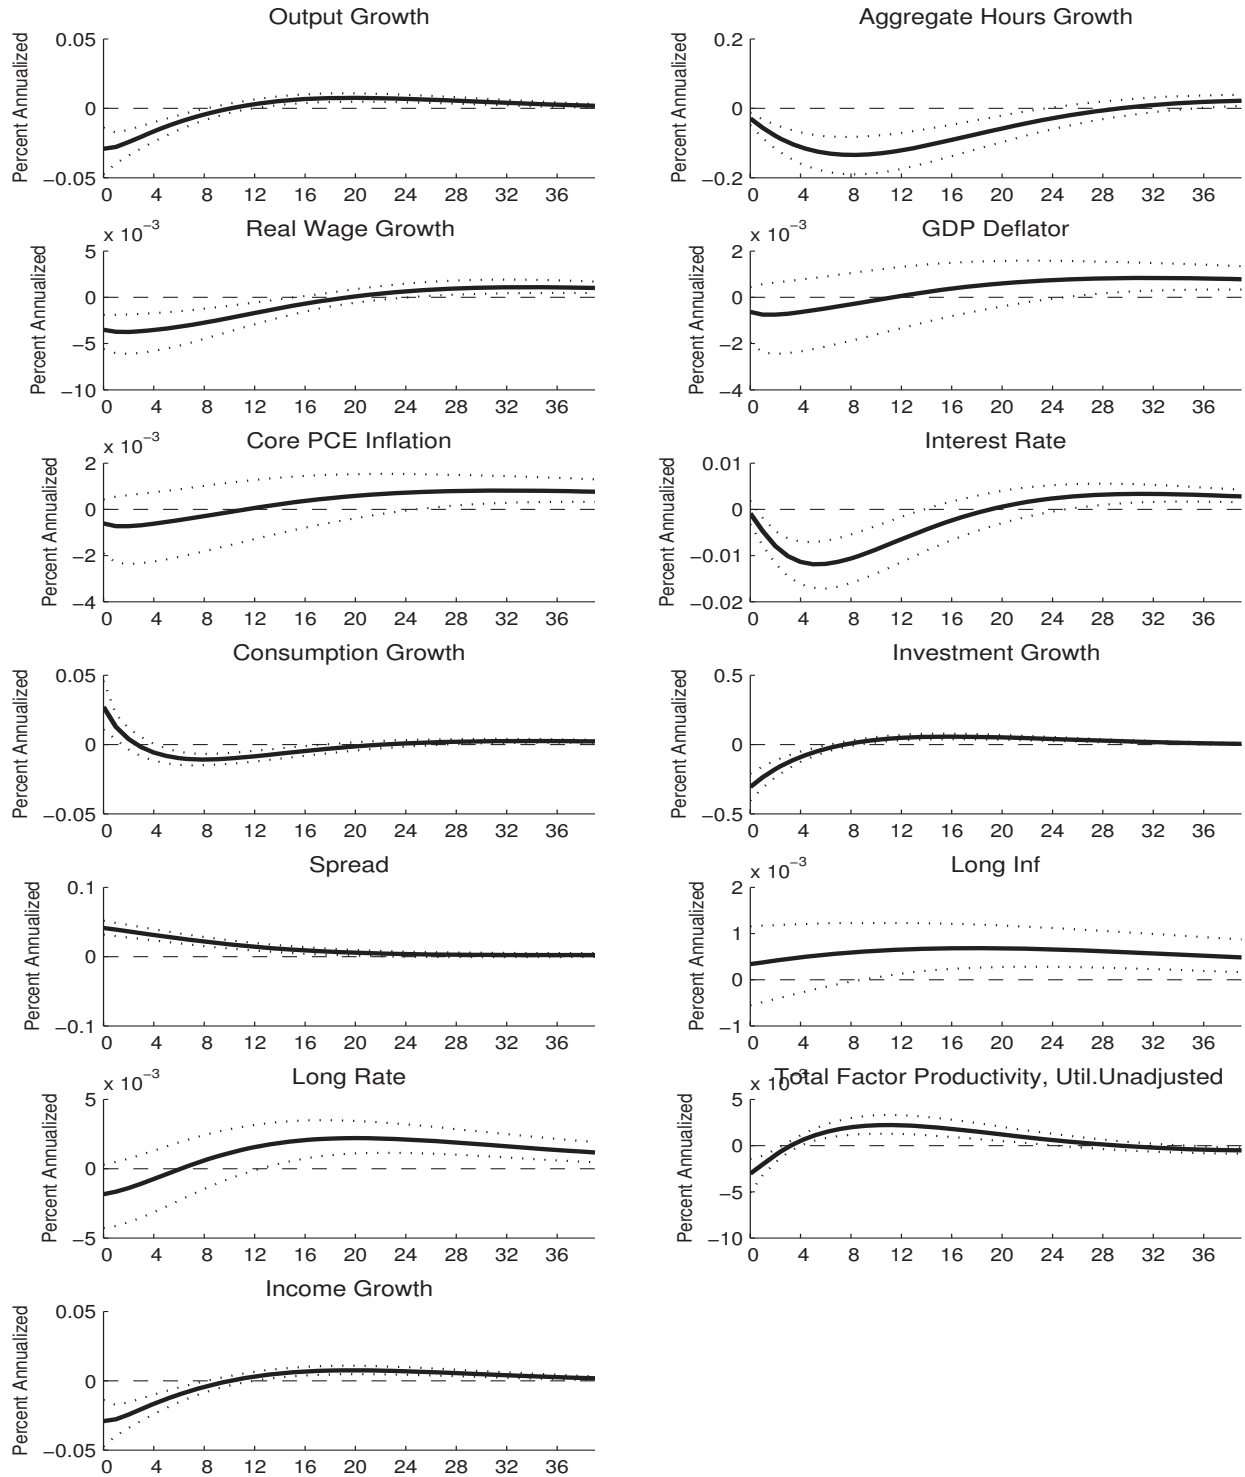 Output Growth
Percent Annualized
0.05
0
−0.05
0 4 8 12 16 20 24 28 32 36
Aggregate Hours Growth
Percent Annualized
0.2
0
−0.2
0 4 8 12 16 20 24 28 32 36
Real Wage Growth
x 10−3
Percent Annualized
5
0
−5
−10
0 4 8 12 16 20 24 28 32 36
GDP Deflator
x 10−3
Percent Annualized
2
0
−2
−4
0 4 8 12 16 20 24 28 32 36
Core PCE Inflation
x 10−3
Percent Annualized
2
0
−2
−4
0 4 8 12 16 20 24 28 32 36
Interest Rate
Percent Annualized
0.01
0
−0.01
−0.02
0 4 8 12 16 20 24 28 32 36
Consumption Growth
Percent Annualized
0.05
0
−0.05
0 4 8 12 16 20 24 28 32 36
Investment Growth
Percent Annualized
0.5
0
−0.5
0 4 8 12 16 20 24 28 32 36
Spread
Percent Annualized
0.1
0
−0.1
0 4 8 12 16 20 24 28 32 36
Long Inf
x 10−3
Percent Annualized
2
1
0
−1
0 4 8 12 16 20 24 28 32 36
Long Rate
x 10−3
Percent Annualized
5
0
−5
0 4 8 12 16 20 24 28 32 36
Total Factor Productivity, Util.Unadjusted
x 10−3
Percent Annualized
5
0
−5
−10
0 4 8 12 16 20 24 28 32 36
Income Growth
Percent Annualized
0.05
0
−0.05
0 4 8 12 16 20 24 28 32 36